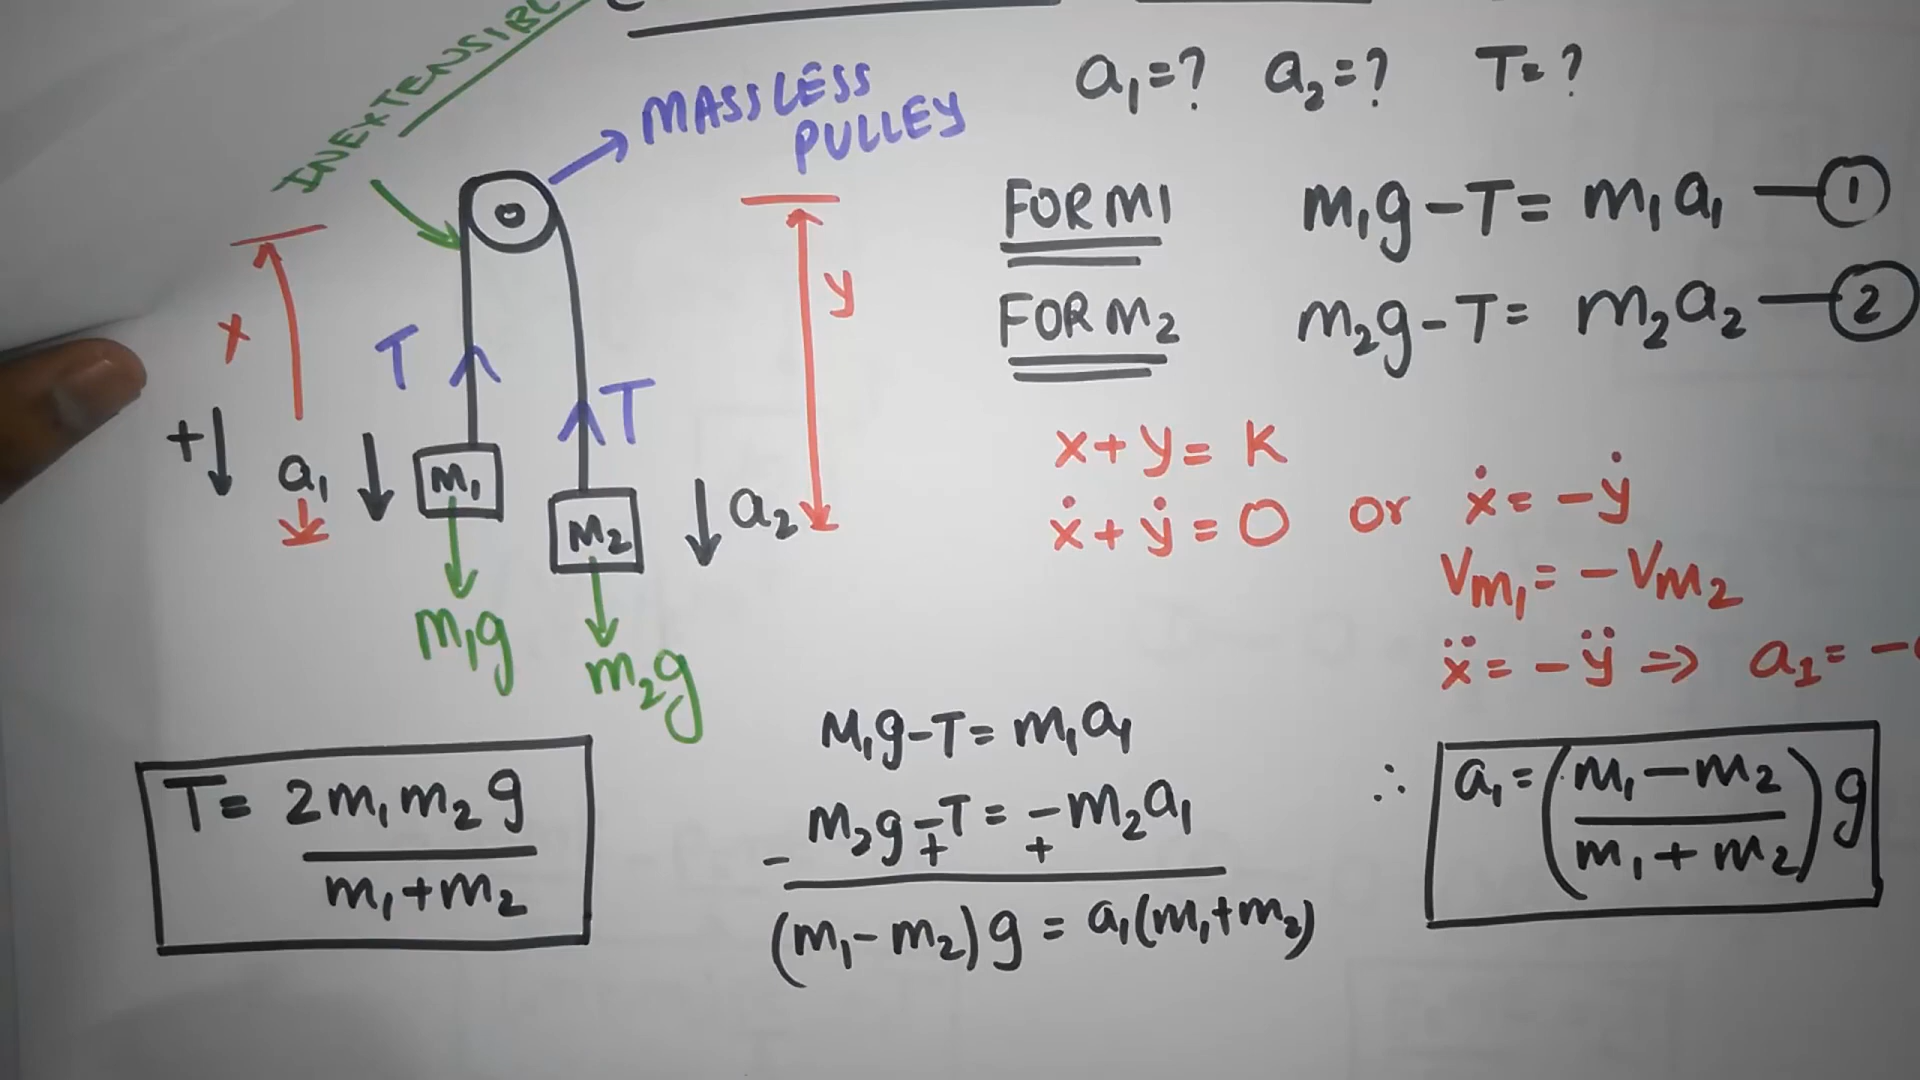 INEXTENSIBL
MASSLESS
PULLEY
a₁=? a₂=? T=?
x
T
T
y
+↓ a₁ ↓
m₁
m₂
↓ a₂
m₁g
m₂g
FOR M1 m₁g-T= m₁a₁ — ①
FOR M₂ m₂g-T= m₂a₂ — ②
x+y=K
ẋ+ẏ=0 or ẋ=-ẏ
Vm₁=-Vm₂
ẍ=-ÿ ⇒ a₁=-
M₁g-T= m₁a₁
m₂g-T=-m₂a₁
- + +
(m₁-m₂)g = a₁(m₁+m₂)
∴ a₁=(m₁-m₂/m₁+m₂)g
T= 2m₁m₂g
m₁+m₂